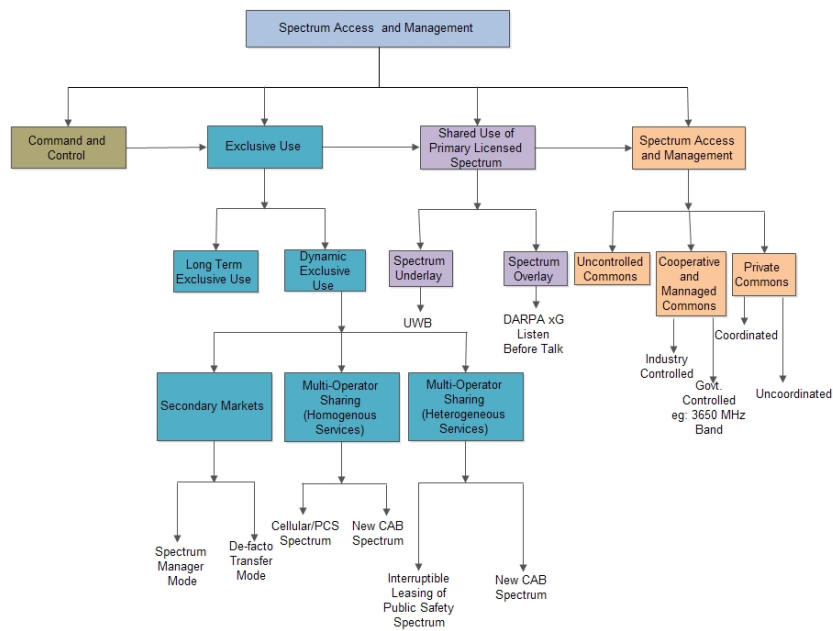 Spectrum Access and Management
Command and
Control
Exclusive Use
Shared Use of
Primary Licensed
Spectrum
Spectrum Access
and Management
Long Term
Exclusive Use
Dynamic
Exclusive
Use
Spectrum
Underlay
Spectrum
Overlay
Uncontrolled
Commons
Cooperative
and
Mannaged
Commons
Private
Commons
UWB
DARPA xG
Listen
Before Talk
Industry
Controlled
Govt.
Controlled
eg: 3650 MHz
Band
Coordinated
Uncoordinated
Secondary Markets
Multi-Operator
Sharing
(Homogenous
Services)
Multi-Operator
Sharing
(Heterogeneous
Services)
Spectrum
Manager
Mode
De-facto
Transfer
Mode
Cellular/PCS
Spectrum
New CAB
Spectrum
Interruptible
Leasing of
Public Safety
Spectrum
New CAB
Spectrum